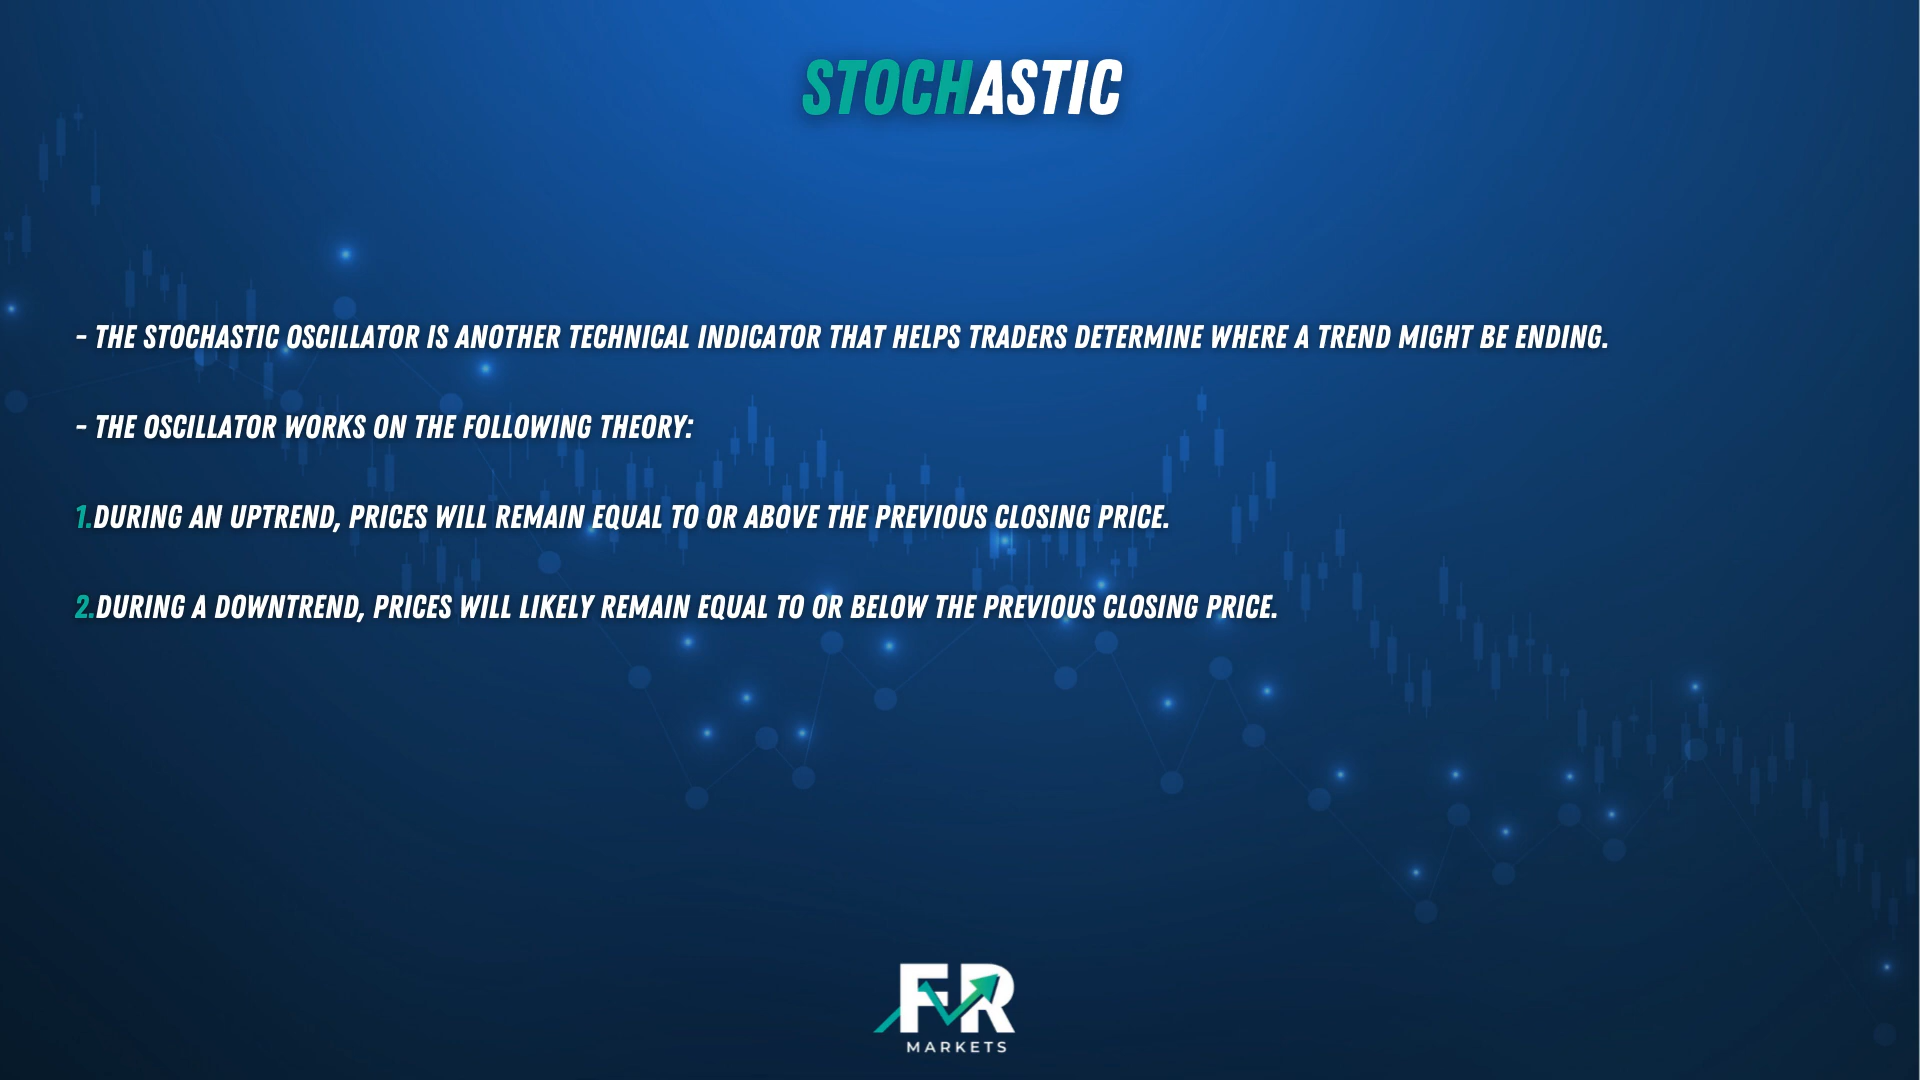 STOCHASTIC
- THE STOCHASTIC OSCILLATOR IS ANOTHER TECHNICAL INDICATOR THAT HELPS TRADERS DETERMINE WHERE A TREND MIGHT BE ENDING.
- THE OSCILLATOR WORKS ON THE FOLLOWING THEORY:
1.DURING AN UPTREND, PRICES WILL REMAIN EQUAL TO OR ABOVE THE PREVIOUS CLOSING PRICE.
2.DURING A DOWNTREND, PRICES WILL LIKELY REMAIN EQUAL TO OR BELOW THE PREVIOUS CLOSING PRICE.
FR
MARKETS